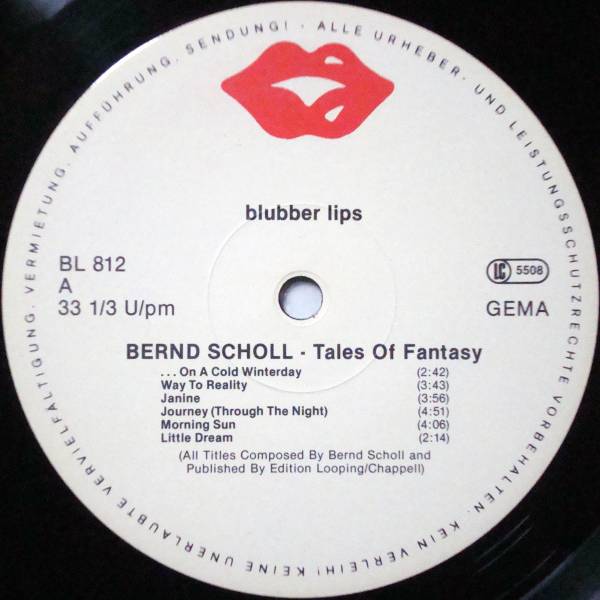 ALLE URHEBER- UND LEISTUNGSSCHUTZRECHTE VORBEHALTEN. KEIN VERLEIH! KEINE UNERLAUBTE VERVIELFÄLTIGUNG, VERMIETUNG, AUFFÜHRUNG, SENDUNG! ·
blubber lips
BL 812
A
33 1/3 U/pm
LC 5508
GEMA
BERND SCHOLL - Tales Of Fantasy
...On A Cold Winterday (2:42)
Way To Reality (3:43)
Janine (3:56)
Journey (Through The Night) (4:51)
Morning Sun (4:06)
Little Dream (2:14)
(All Titles Composed By Bernd Scholl and
Published By Edition Looping/Chappell)